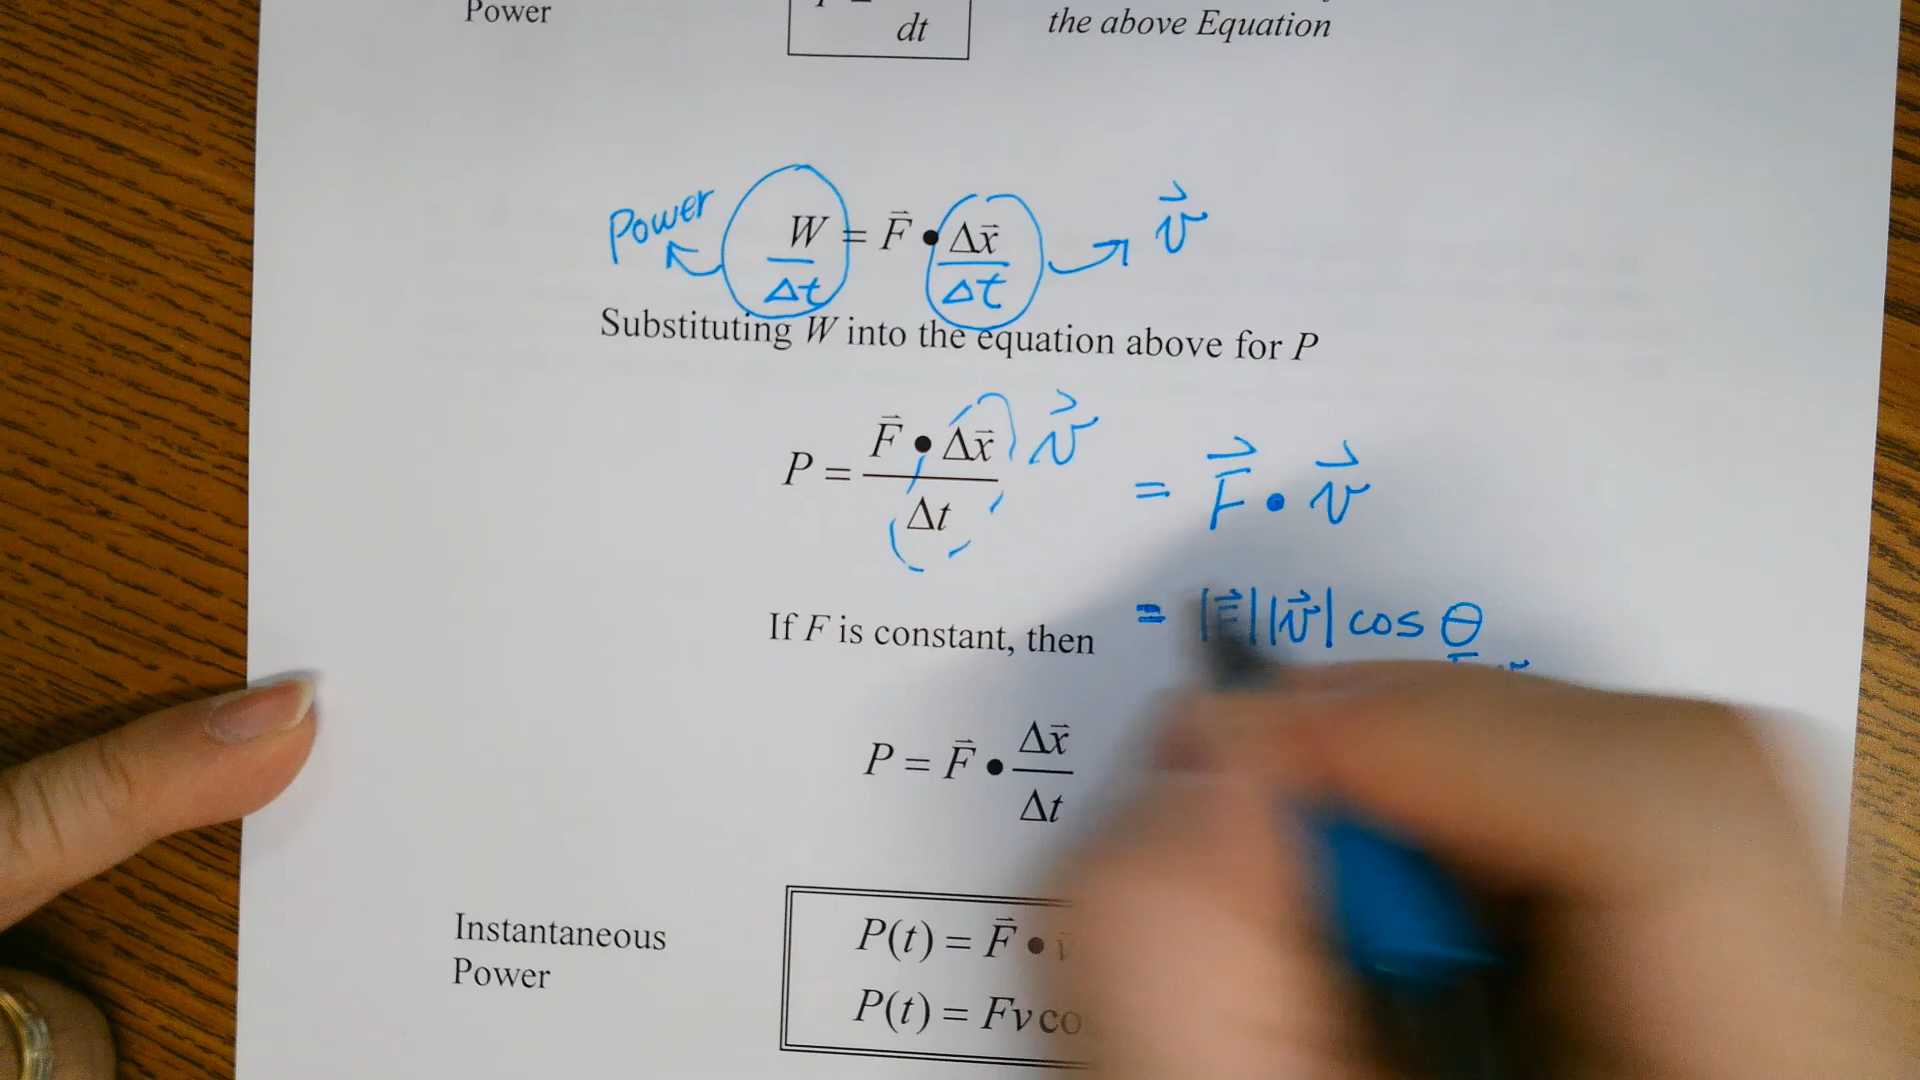 Power
dt
the above Equation
Power W/Δt = F⃗ • Δx⃗/Δt → v⃗
Substituting W into the equation above for P
P = F⃗ • Δx⃗/Δt v⃗ = F⃗ • v⃗
If F is constant, then = |F⃗||v⃗| cos θ
P = F⃗ • Δx⃗/Δt
Instantaneous
Power
P(t) = F⃗ •
P(t) = Fv